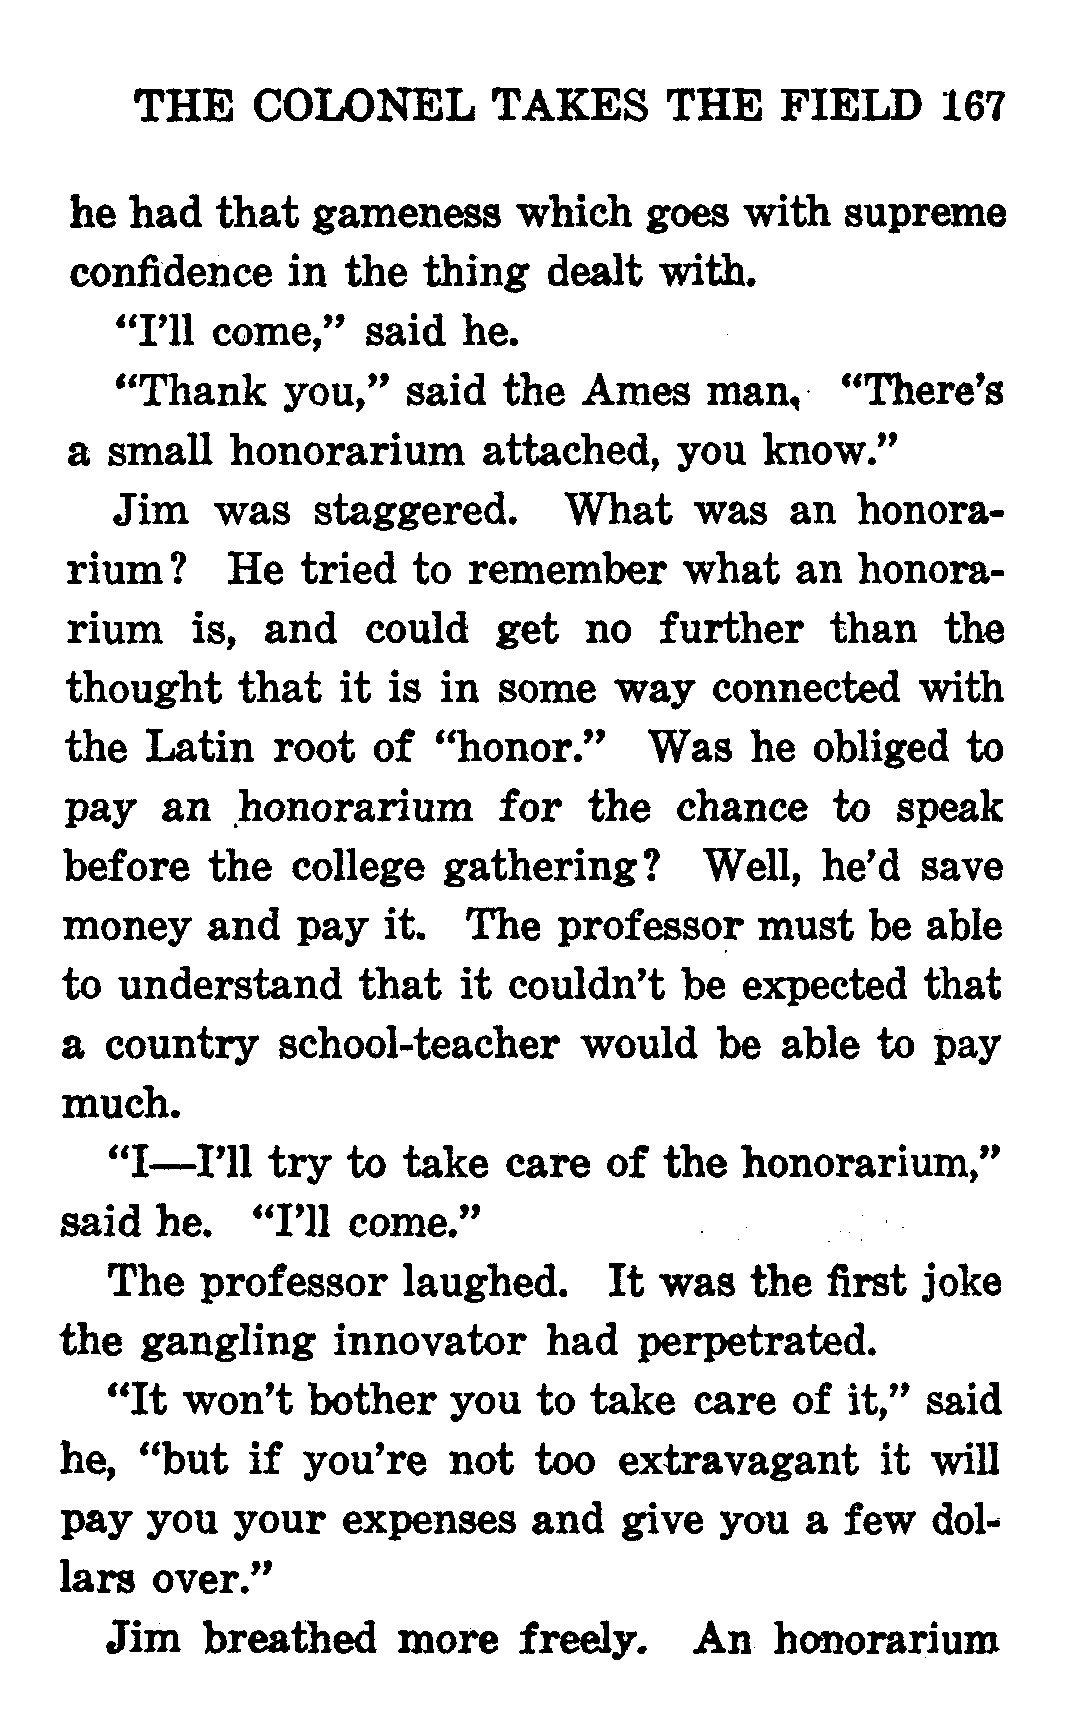 THE COLONEL TAKES THE FIELD 167
he had that gameness which goes with supreme
confidence in the thing dealt with.
“I’ll come,” said he.
“Thank you,” said the Ames man, “There’s
a small honorarium attached, you know.”
Jim was staggered. What was an honora-
rium? He tried to remember what an honora-
rium is, and could get no further than the
thought that it is in some way connected with
the Latin root of “honor.” Was he obliged to
pay an honorarium for the chance to speak
before the college gathering? Well, he’d save
money and pay it. The professor must be able
to understand that it couldn’t be expected that
a country school-teacher would be able to pay
much.
“I—I’ll try to take care of the honorarium,”
said he. “I’ll come.”
The professor laughed. It was the first joke
the gangling innovator had perpetrated.
“It won’t bother you to take care of it,” said
he, “but if you’re not too extravagant it will
pay you your expenses and give you a few dol-
lars over.”
Jim breathed more freely. An honorarium